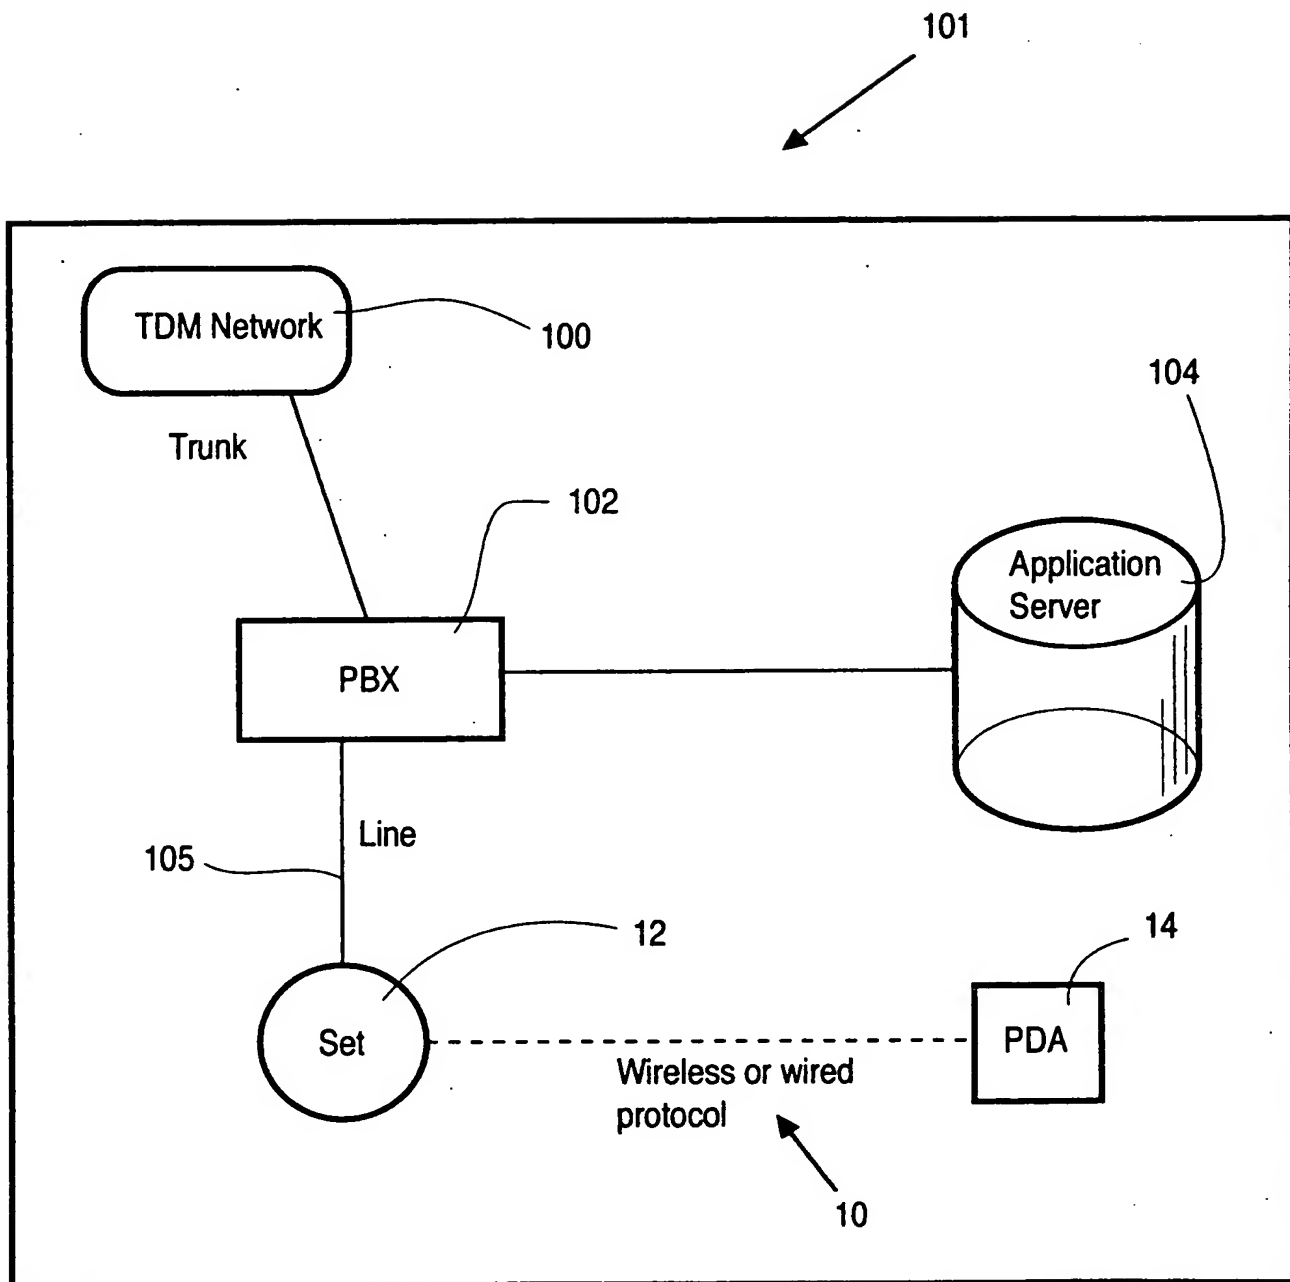 101
TDM Network
100
Trunk
104
102
Application
Server
PBX
Line
105
12
14
Set
PDA
Wireless or wired
protocol
10